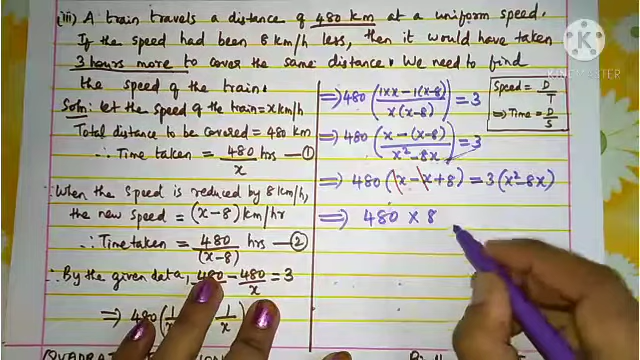 (iii) A train travels a distance of 480 km at a uniform speed.
If the speed had been 8 km/h less, then it would have taken
3 hours more to cover the same distance. We need to find
the speed of the train.
Soln: Let the speed of the train = x km/h
Total distance to be covered = 480 km
∴ Time taken = 480/x hrs —①
When the speed is reduced by 8 km/h,
the new speed = (x-8) km/hr
∴ Time taken = 480/(x-8) hrs —②
∴ By the given data, 480 - 480/x = 3
⇒ 480(1/ 1/x
⇒ 480 (1×x - 1(x-8)/x(x-8)) = 3
⇒ 480 (x-(x-8)/x²-8x) = 3
⇒ 480 (x - x + 8) = 3(x²-8x)
⇒ 480 × 8
Speed = D/T
⇒ Time = D/S
K
KINEMASTER